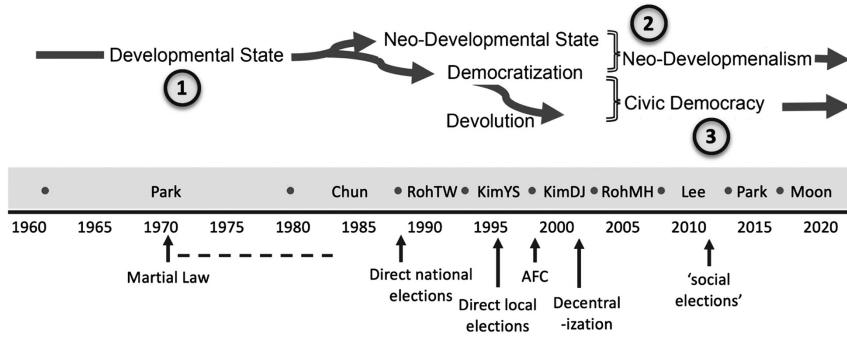 Neo-Developmental State
2
Developmental State
Neo-Developmenalism
1
Democratization
Civic Democracy
Devolution
3
Park Chun RohTW KimYS KimDJ RohMH Lee Park Moon
1960 1965 1970 1975 1980 1985 1990 1995 2000 2005 2010 2015 2020
Martial Law
Direct national
elections
Direct local
elections
AFC
Decentral
-ization
‘social
elections’